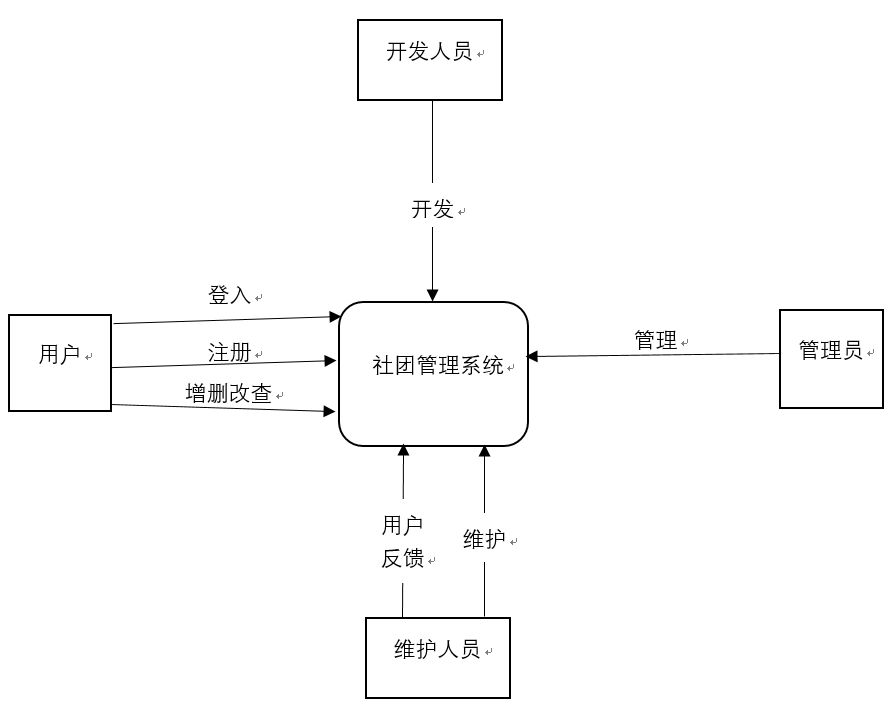 开发人员
开发
登入
用户
注册
增删改查
社团管理系统
管理
管理员
用户
反馈
维护
维护人员